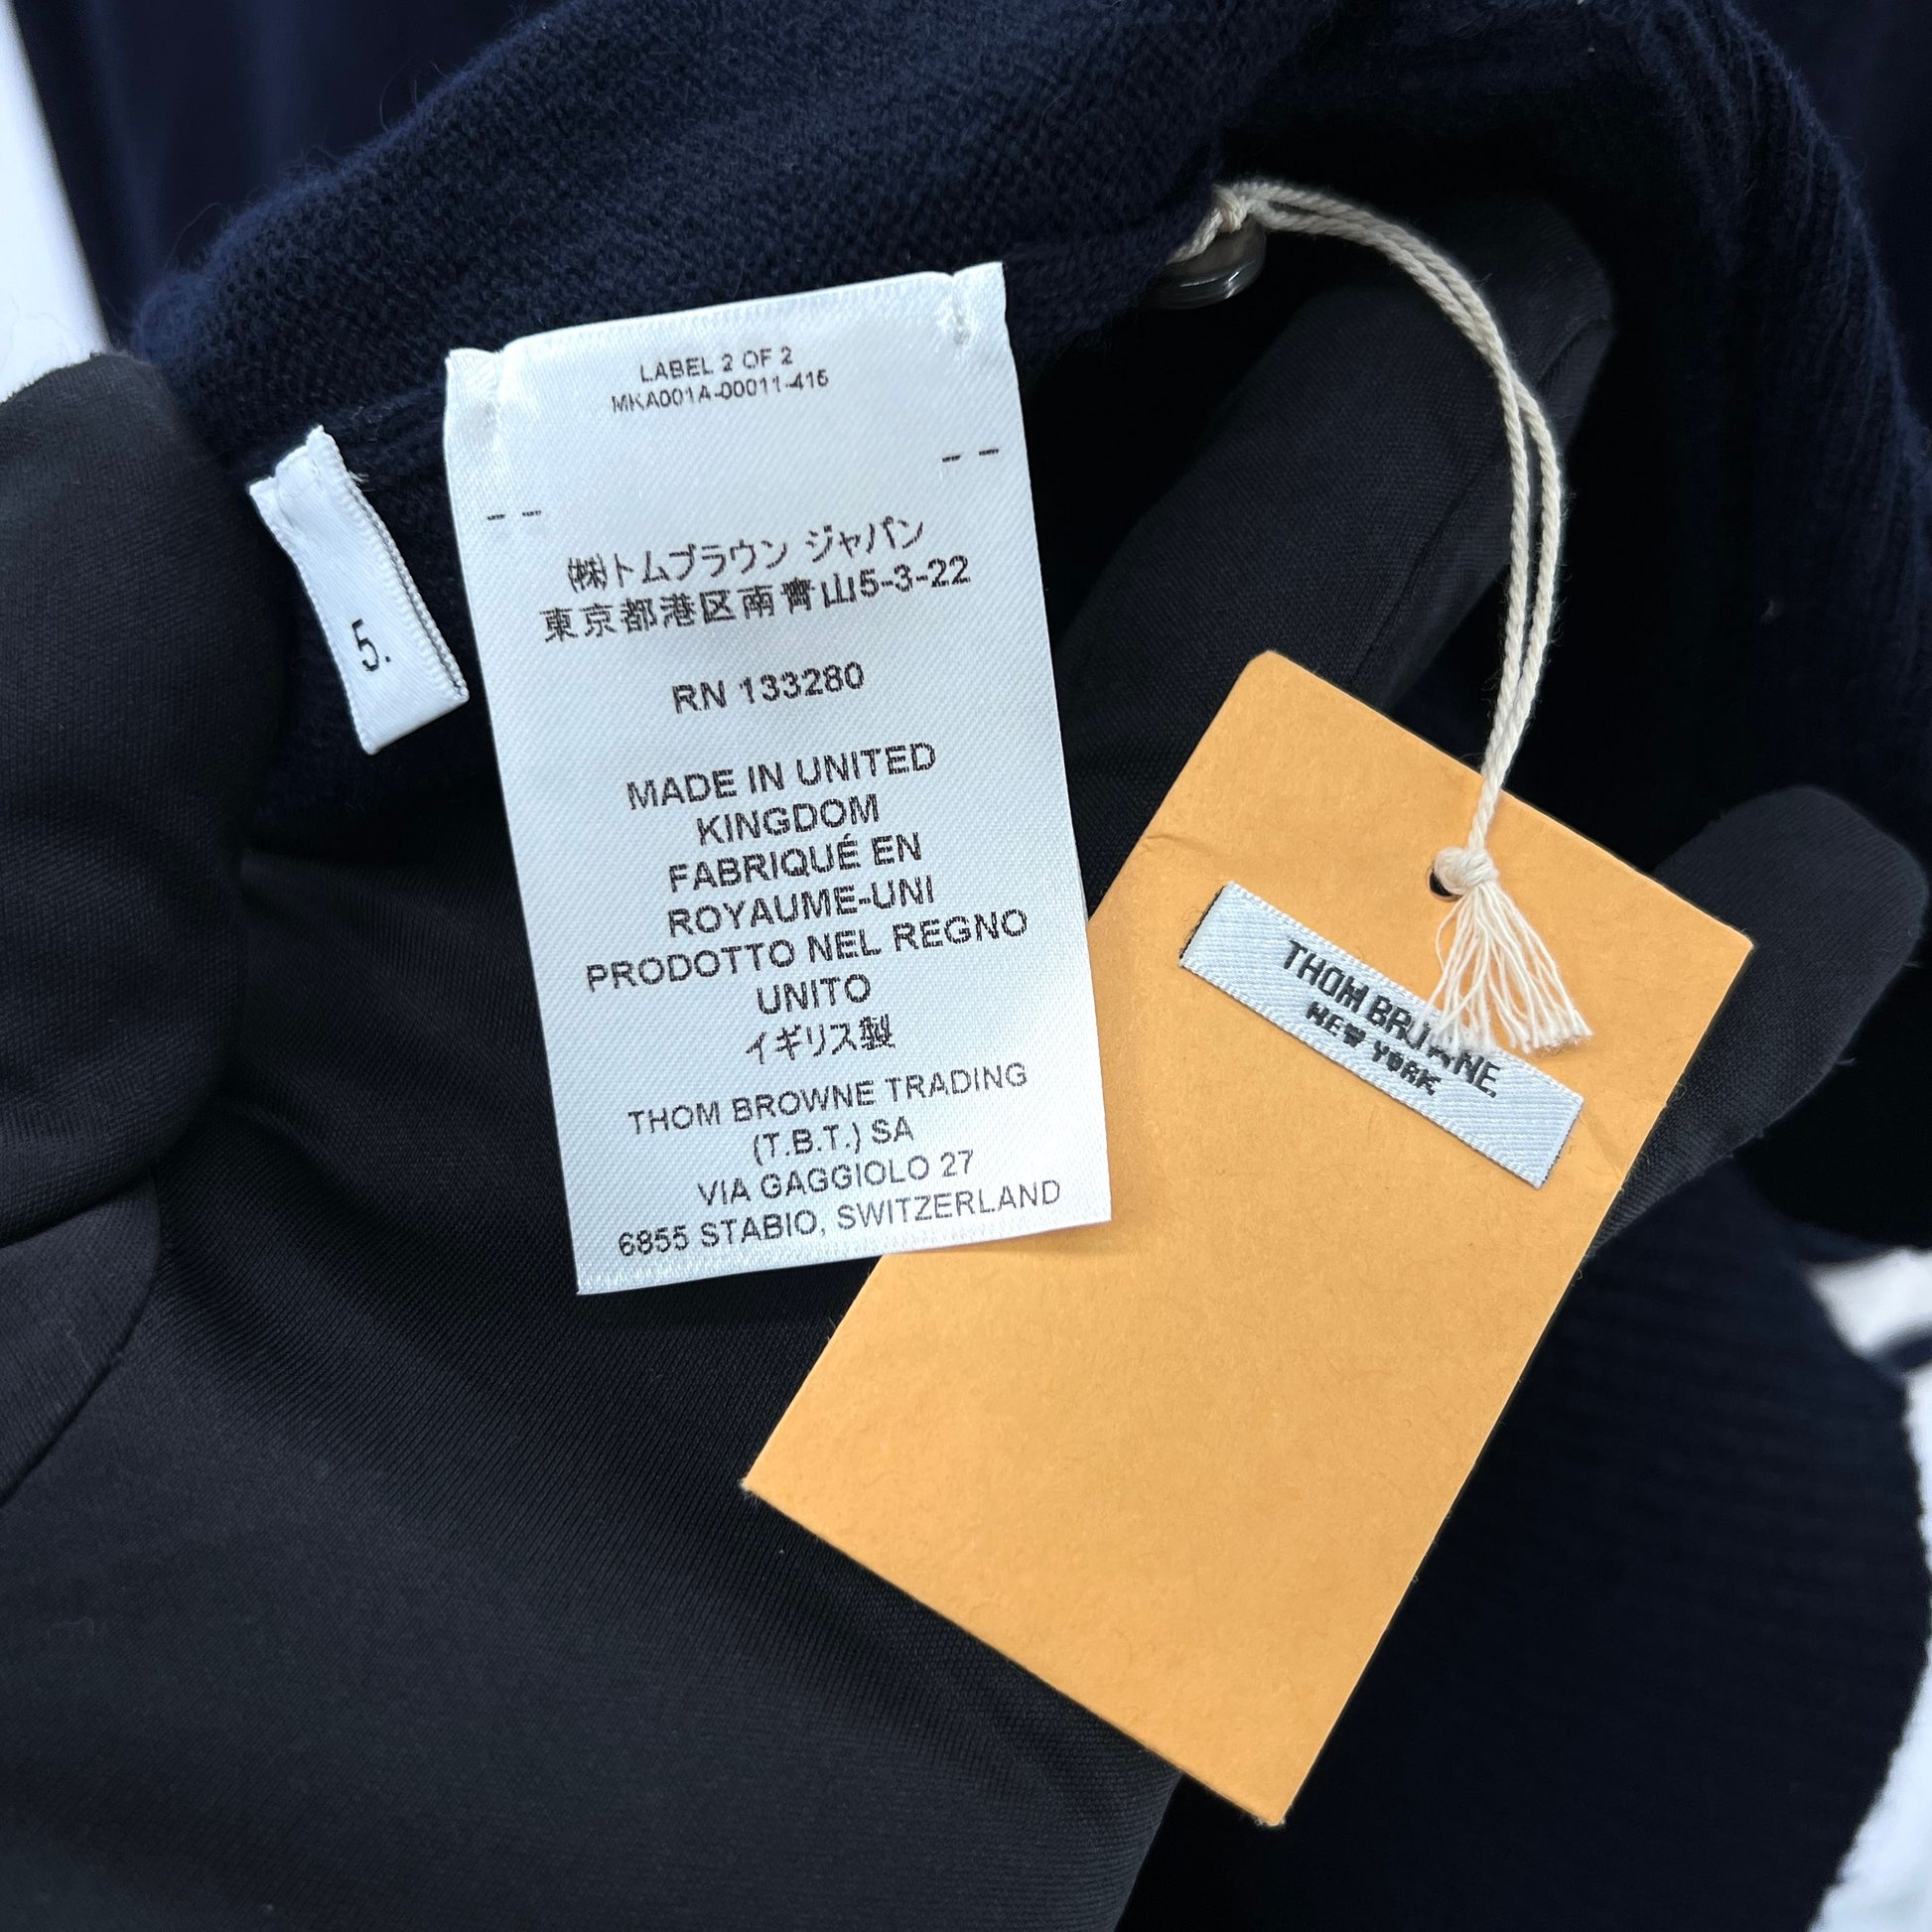 LABEL 2 OF 2
MKA001A-00011-415
-- --
(株)トムブラウン ジャパン
東京都港区南青山5-3-22
RN 133280
MADE IN UNITED
KINGDOM
FABRIQUÉ EN
ROYAUME-UNI
PRODOTTO NEL REGNO
UNITO
イギリス製
THOM BROWNE TRADING
(T.B.T.) SA
VIA GAGGIOLO 27
6855 STABIO, SWITZERLAND
5.
THOM BROWNE.
NEW YORK